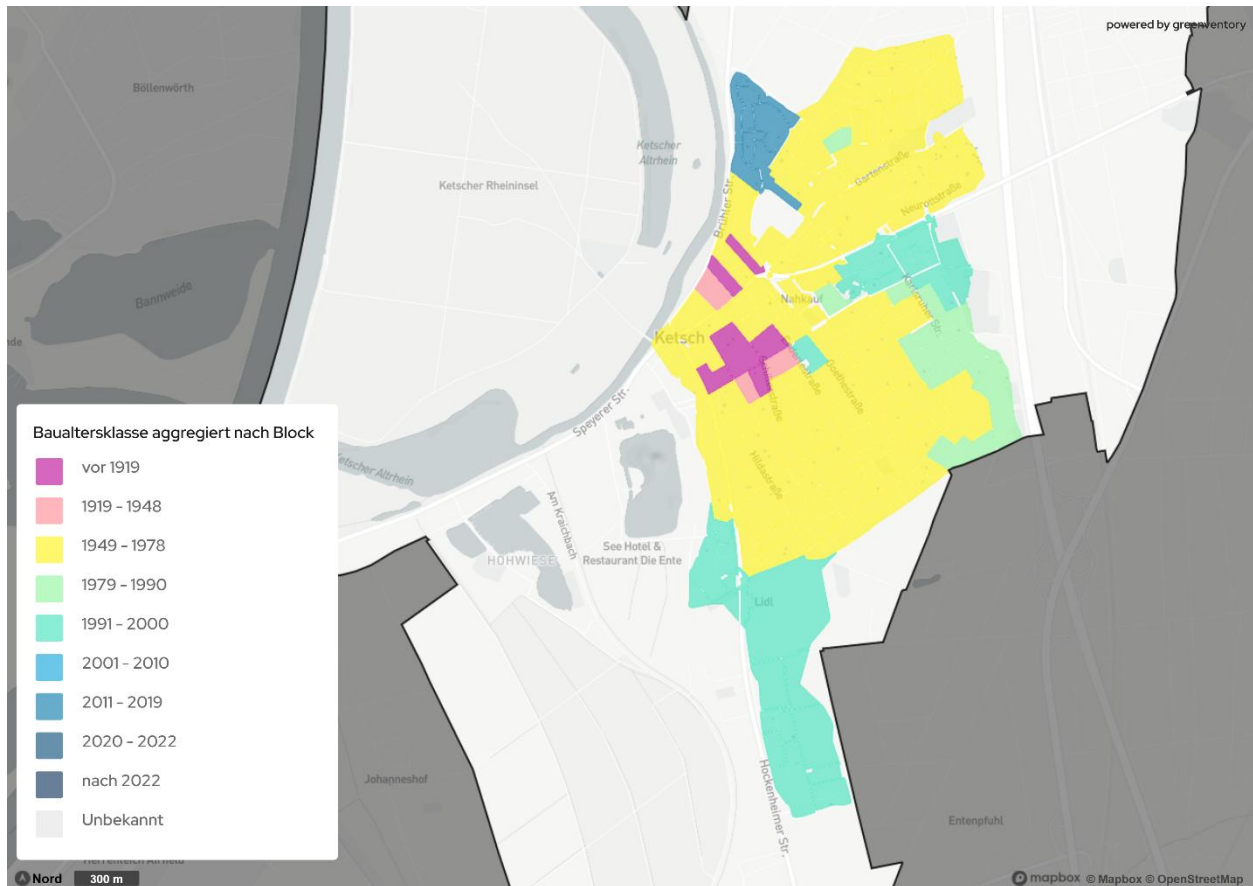 powered by greenventory
Böllenwörth
Ketscher
Altrhein
Ketscher Rheininsel
Gartenstraße
Neurottstraße
Brühler Str.
Bannweide
Karlsruher Str.
Nahkauf
Ketsch
Goethestraße
Speyerer Str.
Hildastraße
Ketscher Altrhein
Am Kraichbach
See Hotel &
Restaurant Die Ente
HOHWIESE
Lidl
Baualtersklasse aggregiert nach Block
vor 1919
1919 - 1948
1949 - 1978
1979 - 1990
1991 - 2000
2001 - 2010
2011 - 2019
2020 - 2022
nach 2022
Unbekannt
Johanneshof
Hockenheimer Str.
Entenpfuhl
Nord
300 m
mapbox © Mapbox © OpenStreetMap